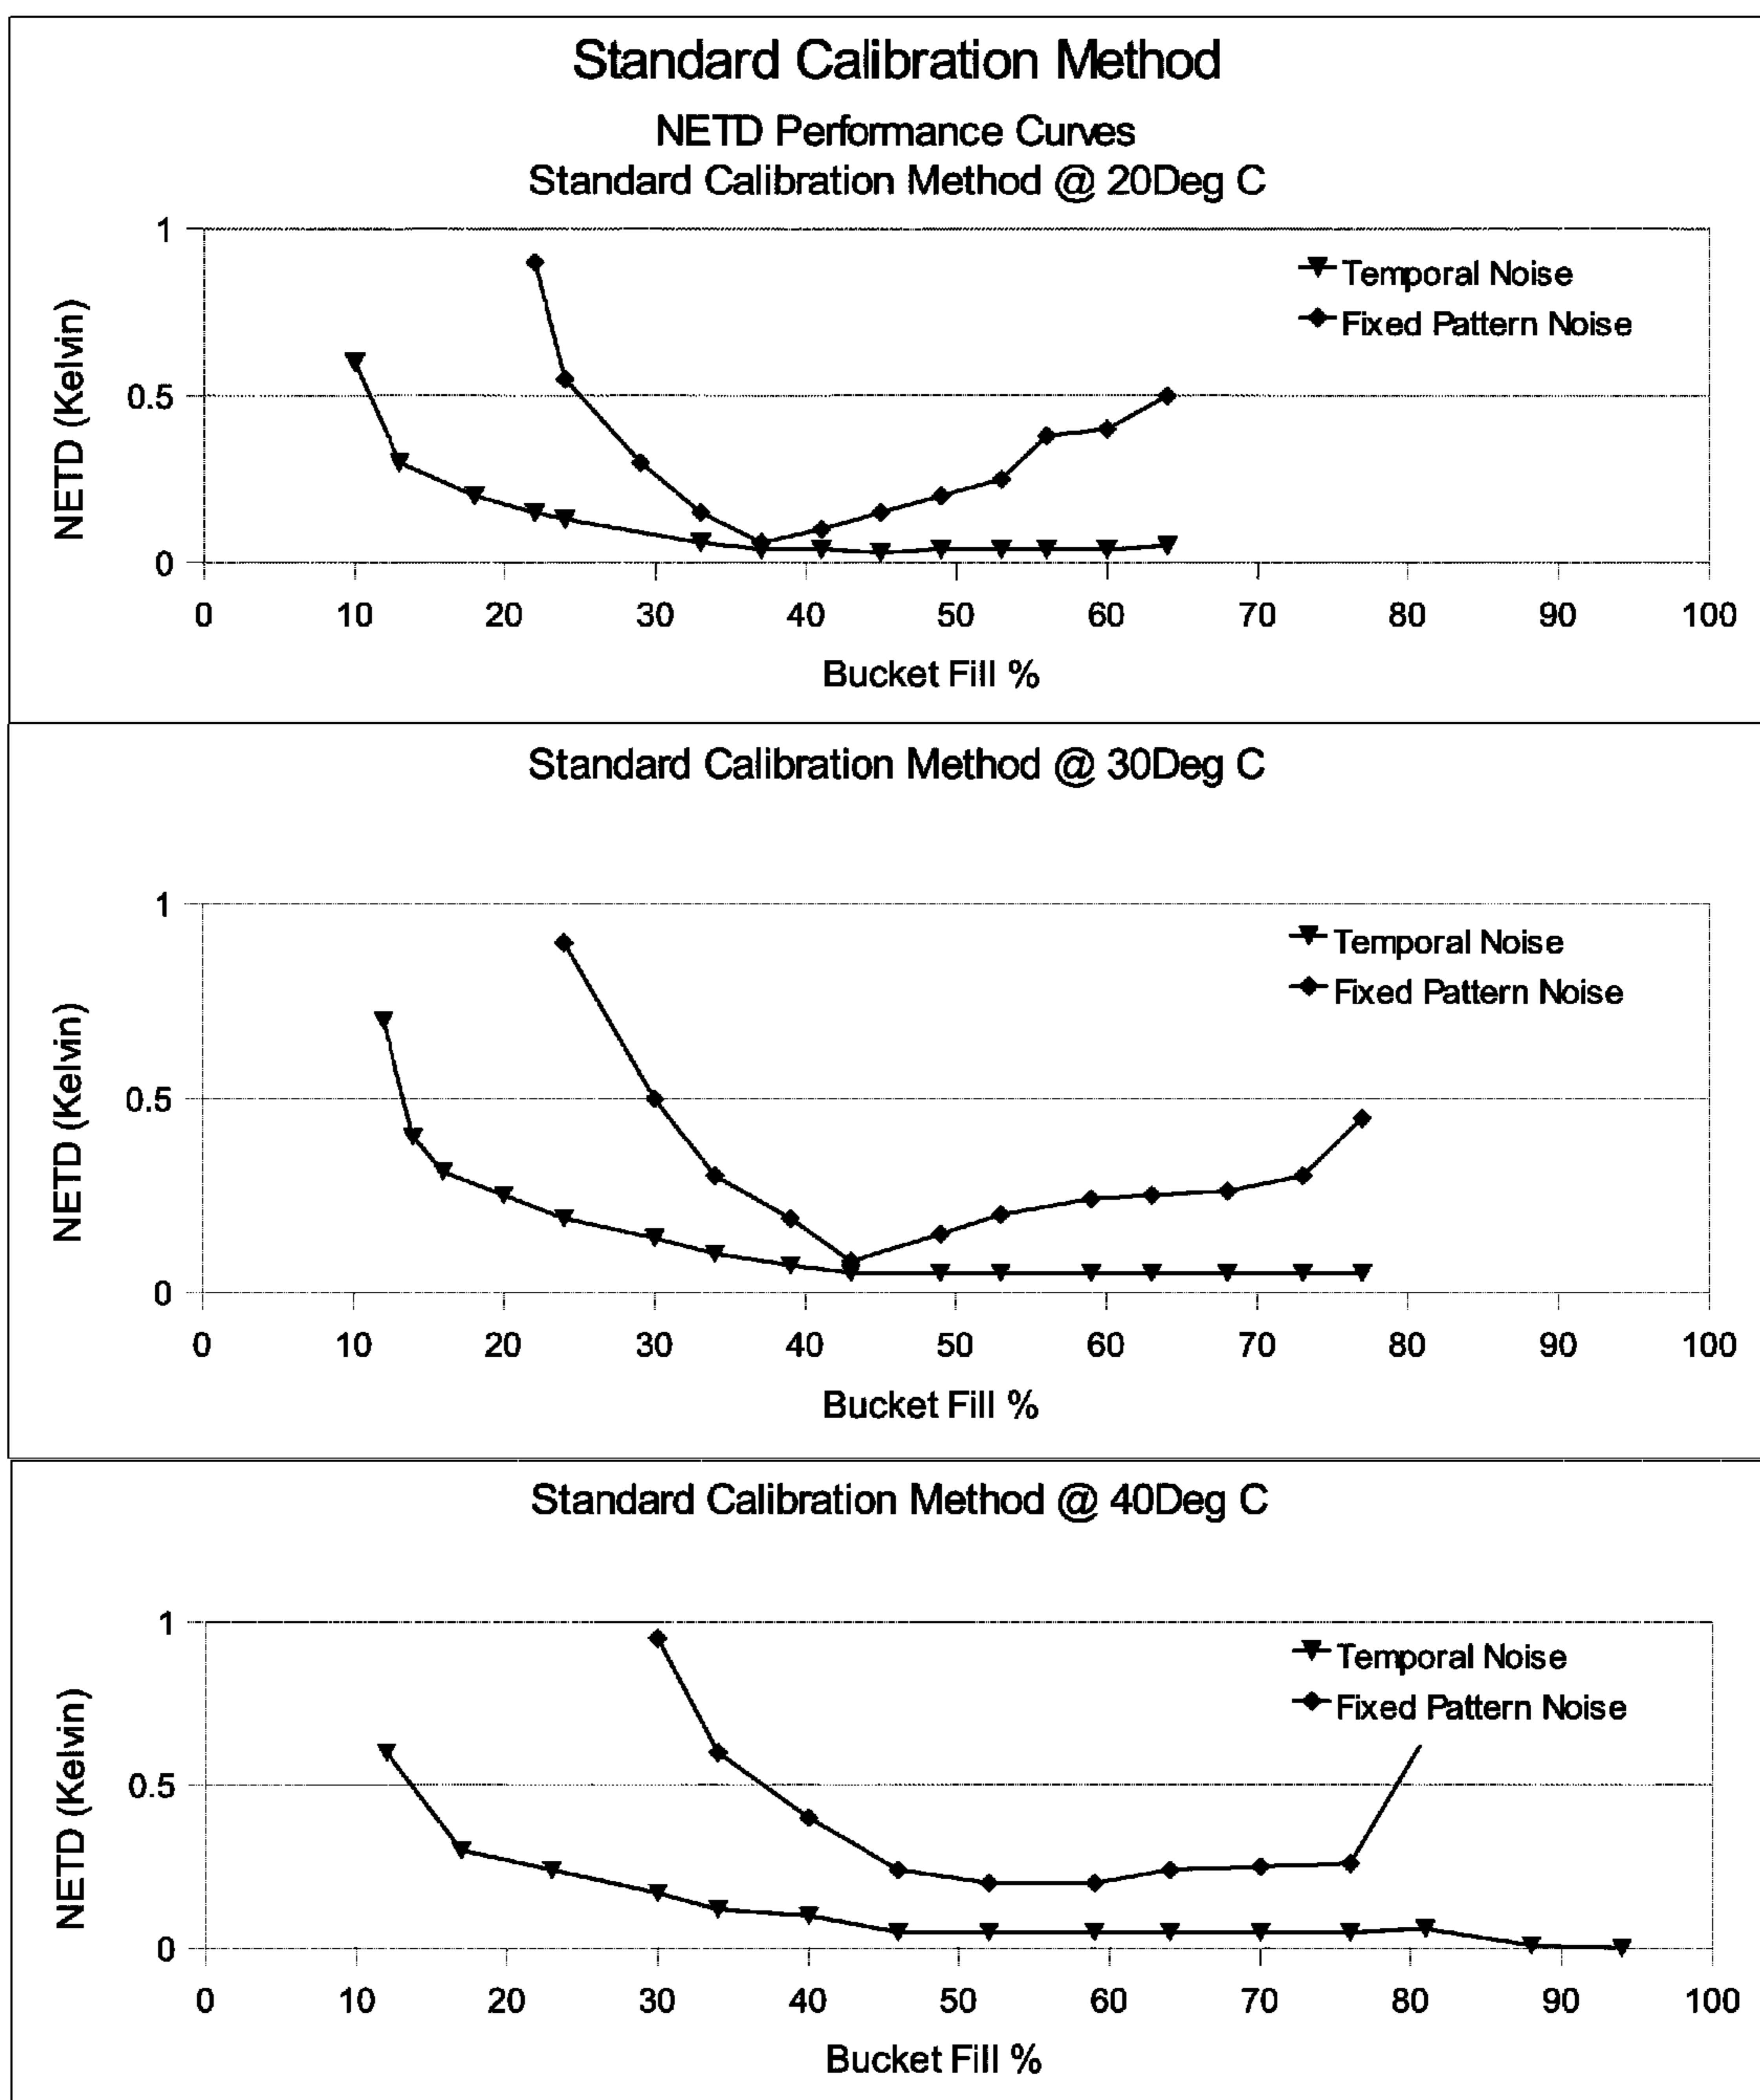 Standard Calibration Method
NETD Performance Curves
Standard Calibration Method @ 20Deg C
1
0.5
0
NETD (Kelvin)
Temporal Noise
Fixed Pattern Noise
0 10 20 30 40 50 60 70 80 90 100
Bucket Fill %
Standard Calibration Method @ 30Deg C
1
0.5
0
NETD (Kelvin)
Temporal Noise
Fixed Pattern Noise
0 10 20 30 40 50 60 70 80 90 100
Bucket Fill %
Standard Calibration Method @ 40Deg C
1
0.5
0
NETD (Kelvin)
Temporal Noise
Fixed Pattern Noise
0 10 20 30 40 50 60 70 80 90 100
Bucket Fill %